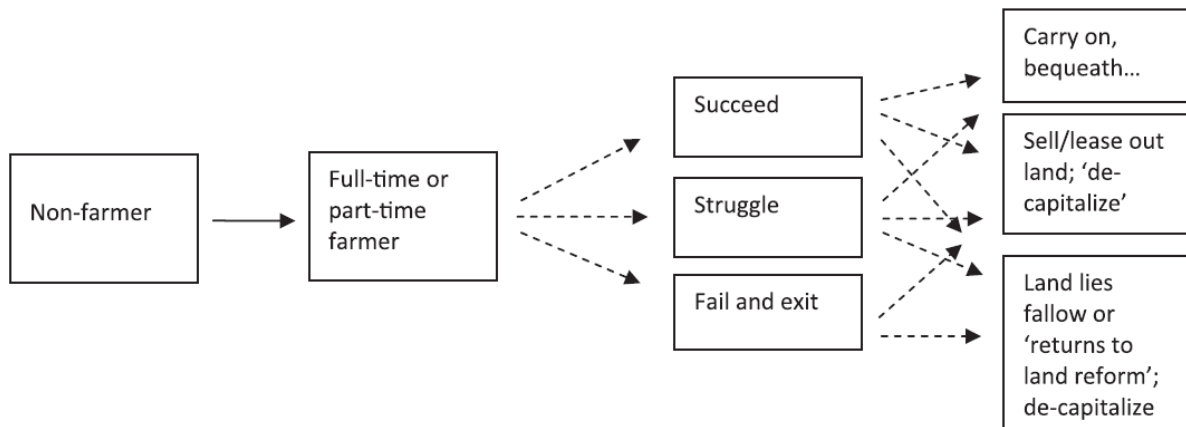 Non-farmer
Full-time or
part-time
farmer
Succeed
Struggle
Fail and exit
Carry on,
bequeath…
Sell/lease out
land; ‘de-
capitalize’
Land lies
fallow or
‘returns to
land reform’;
de-capitalize